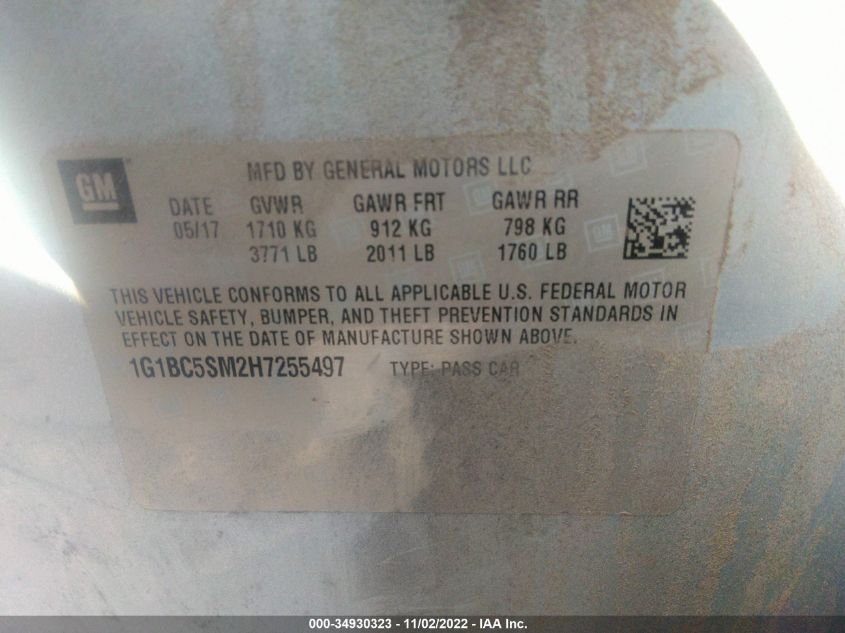 MFD BY GENERAL MOTORS LLC
GM
DATE GVWR GAWR FRT GAWR RR
05/17 1710 KG 912 KG 798 KG
3771 LB 2011 LB 1760 LB
THIS VEHICLE CONFORMS TO ALL APPLICABLE U.S. FEDERAL MOTOR
VEHICLE SAFETY, BUMPER, AND THEFT PREVENTION STANDARDS IN
EFFECT ON THE DATE OF MANUFACTURE SHOWN ABOVE.
1G1BC5SM2H7255497 TYPE: PASS CAR
000-34930323 - 11/02/2022 - IAA Inc.